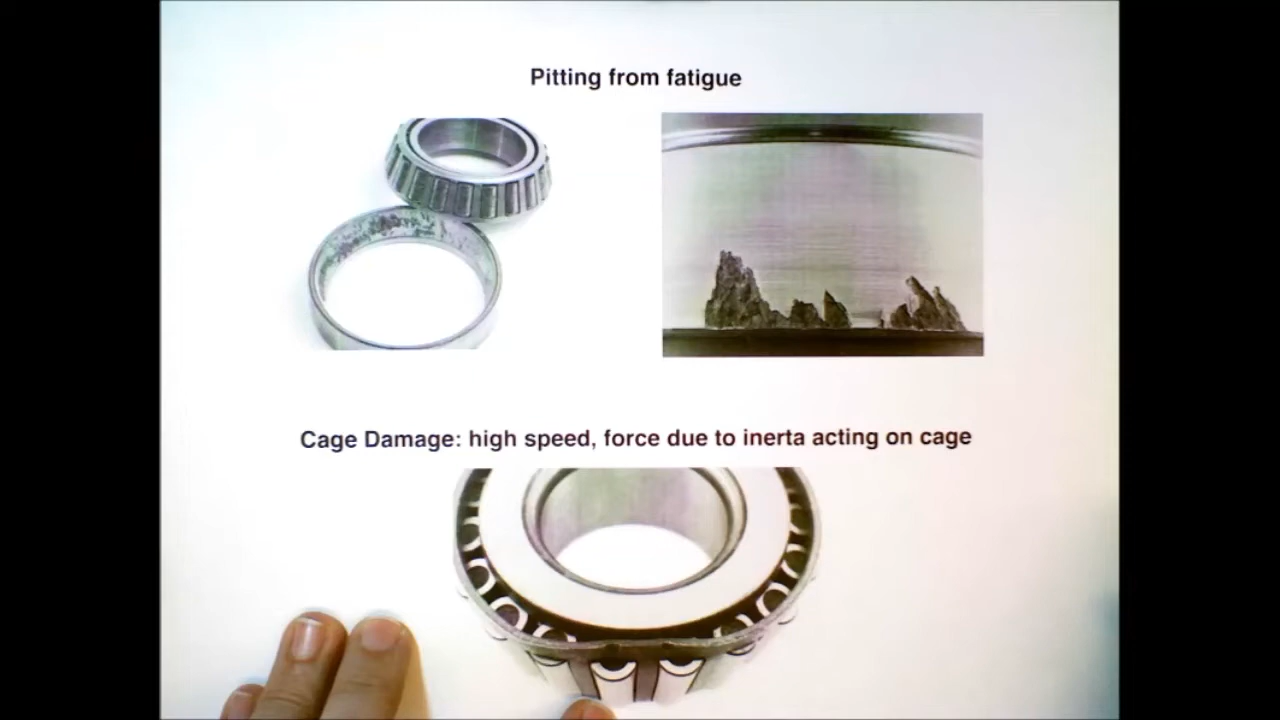 Pitting from fatigue
Cage Damage: high speed, force due to inerta acting on cage